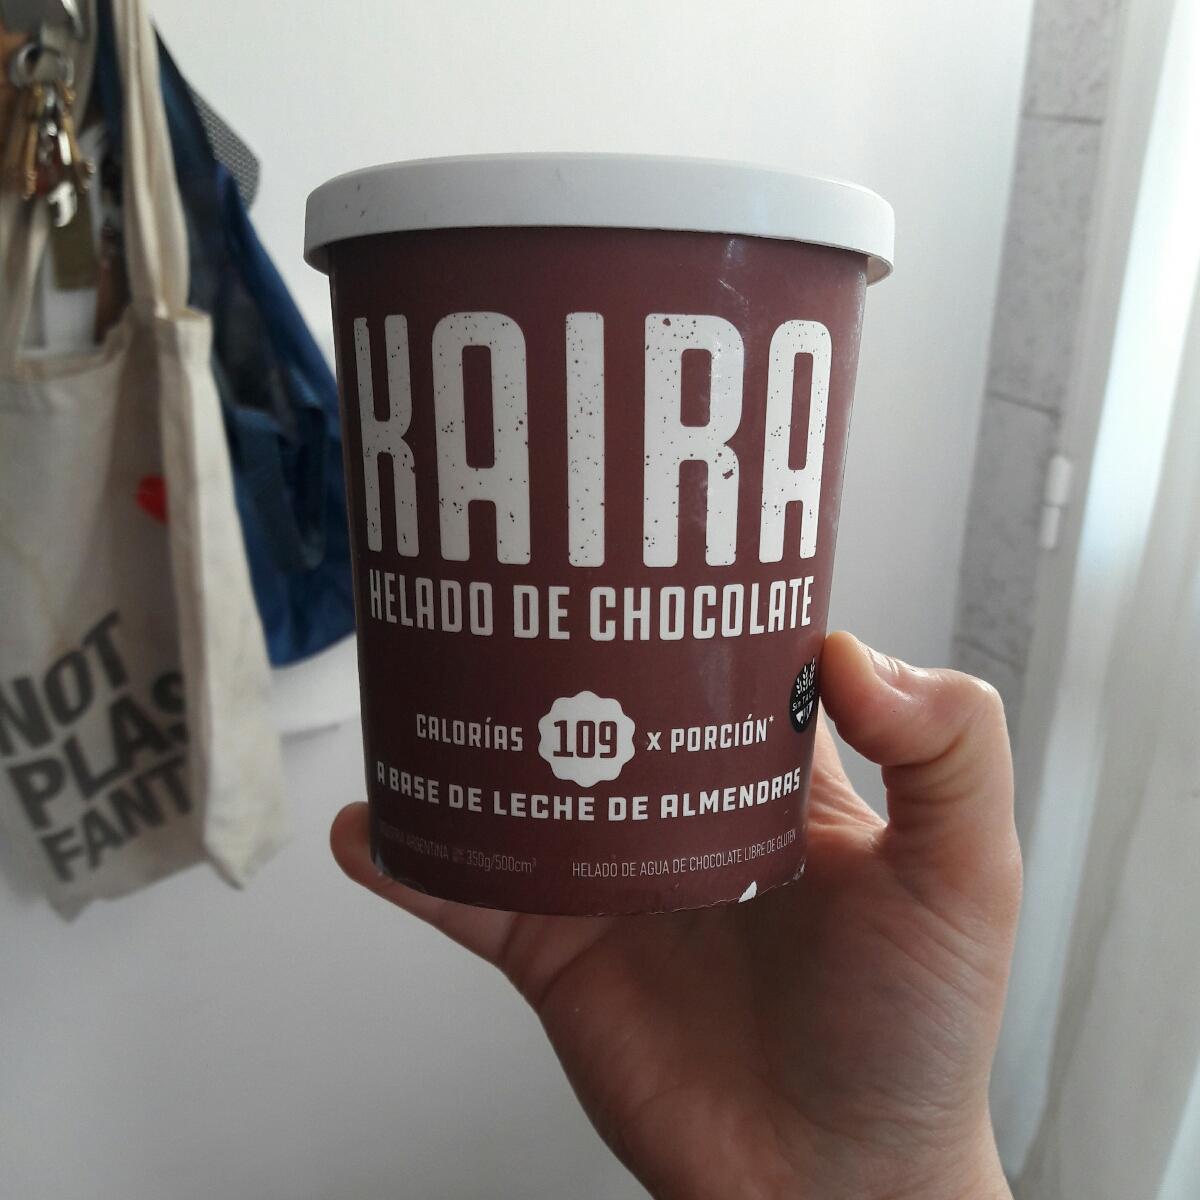 KAIRA
HELADO DE CHOCOLATE
CALORÍAS 109 X PORCIÓN*
A BASE DE LECHE DE ALMENDRAS
INDUSTRIA ARGENTINA 350g/500cm³ HELADO DE AGUA DE CHOCOLATE LIBRE DE GLUTEN
Sin T.A.C.C.
NOT
PLAS
FANT